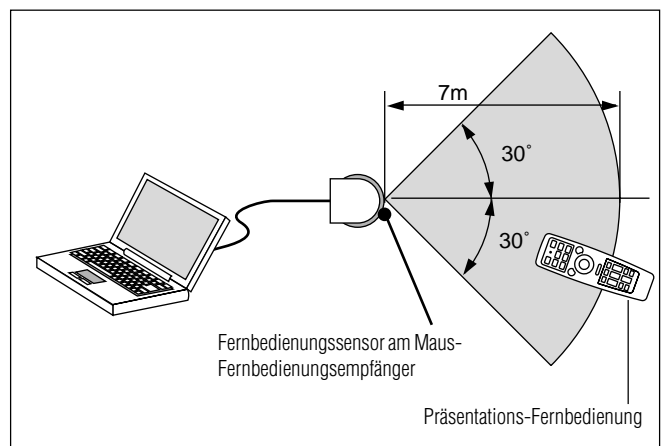 7m
30˚
30˚
Fernbedienungssensor am Maus-
Fernbedienungsempfänger
Präsentations-Fernbedienung